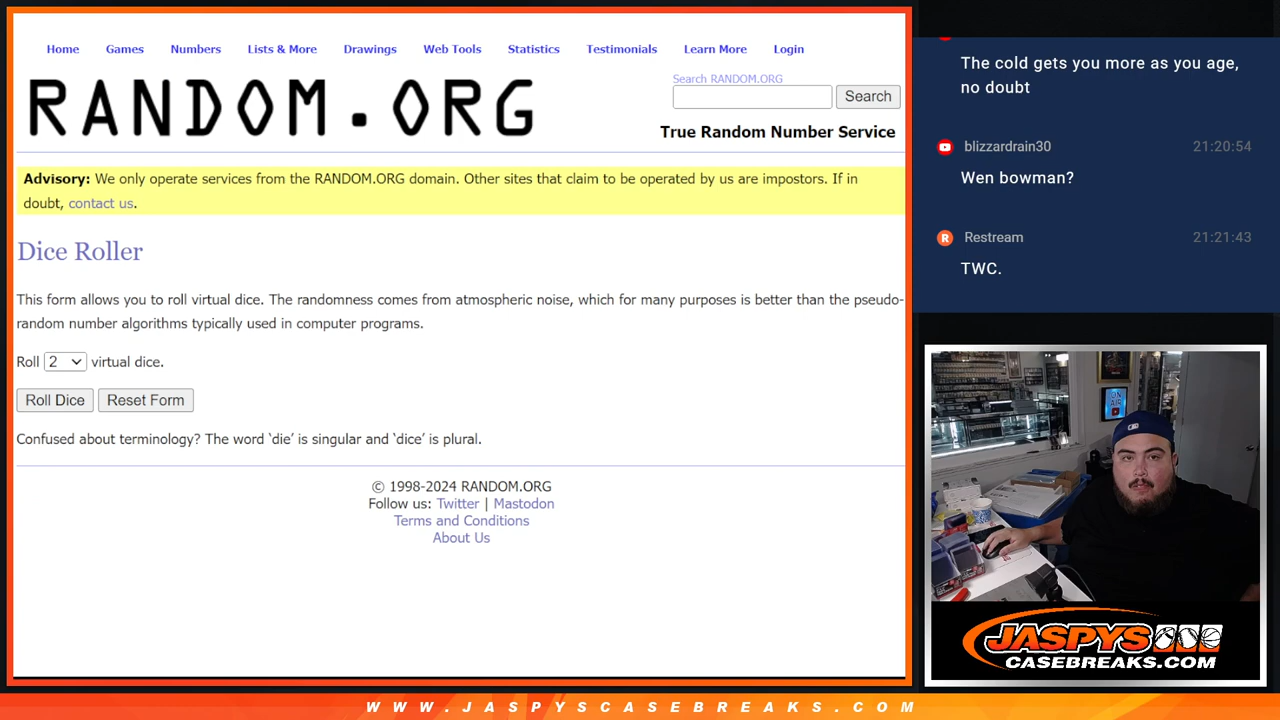 Home Games Numbers Lists & More Drawings Web Tools Statistics Testimonials Learn More Login
RANDOM.ORG
Search RANDOM.ORG
Search
True Random Number Service
Advisory: We only operate services from the RANDOM.ORG domain. Other sites that claim to be operated by us are impostors. If in
doubt, contact us.
Dice Roller
This form allows you to roll virtual dice. The randomness comes from atmospheric noise, which for many purposes is better than the pseudo-
random number algorithms typically used in computer programs.
Roll 2 virtual dice.
Roll Dice Reset Form
Confused about terminology? The word ‘die’ is singular and ‘dice’ is plural.
© 1998-2024 RANDOM.ORG
Follow us: Twitter | Mastodon
Terms and Conditions
About Us
The cold gets you more as you age,
no doubt
blizzardrain30 21:20:54
Wen bowman?
R Restream 21:21:43
TWC.
ON
AIR
JASPYS
CASEBREAKS.COM
WWW.JASPYSCASEBREAKS.COM